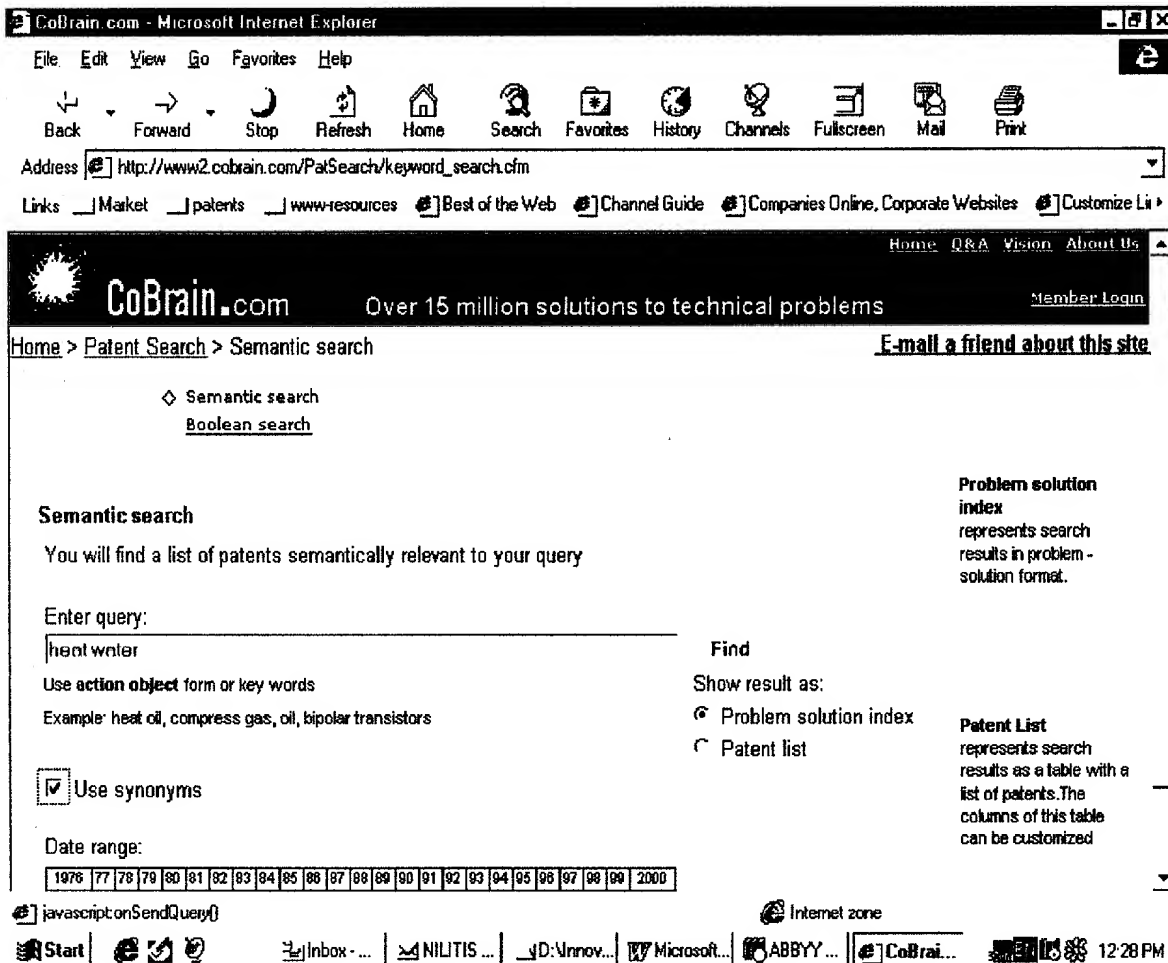 CoBrain.com - Microsoft Internet Explorer
File Edit View Go Favorites Help
Back Forward Stop Refresh Home Search Favorites History Channels Fullscreen Mail Print
Address http://www2.cobrain.com/PatSearch/keyword_search.cfm
Links Market patents www-resources Best of the Web Channel Guide Companies Online, Corporate Websites Customize Li
Home Q&A Vision About Us
CoBrain.com Over 15 million solutions to technical problems Member Login
Home > Patent Search > Semantic search E-mail a friend about this site
Semantic search
Boolean search
Problem solution
index
represents search
results in problem -
solution format.
Semantic search
You will find a list of patents semantically relevant to your query
Enter query:
heat water
Find
Use action object form or key words
Show result as:
Example: heat oil, compress gas, oil, bipolar transistors
Problem solution index
Patent list
Patent List
represents search
results as a table with a
list of patents.The
columns of this table
can be customized
Use synonyms
Date range:
1976 77 78 79 80 81 82 83 84 85 86 87 88 89 90 91 92 93 94 95 96 97 98 99 2000
javascript:onSendQuery() Internet zone
Start Inbox - ... NILITIS ... D:\Innov... Microsoft... ABBYY ... CoBrai... 12:28 PM